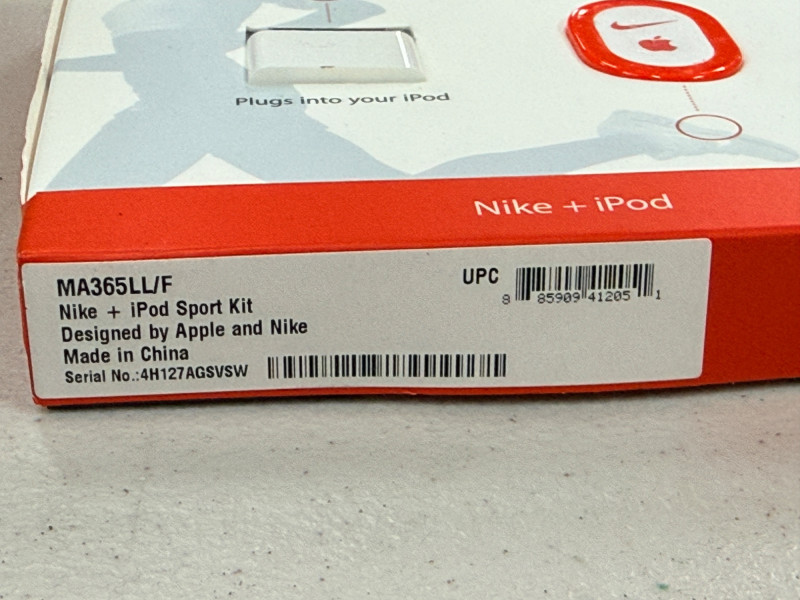 Plugs into your iPod
Nike + iPod
MA365LL/F
Nike + iPod Sport Kit
Designed by Apple and Nike
Made in China
Serial No.:4H127AGSVSW
UPC
8 85909 41205 1